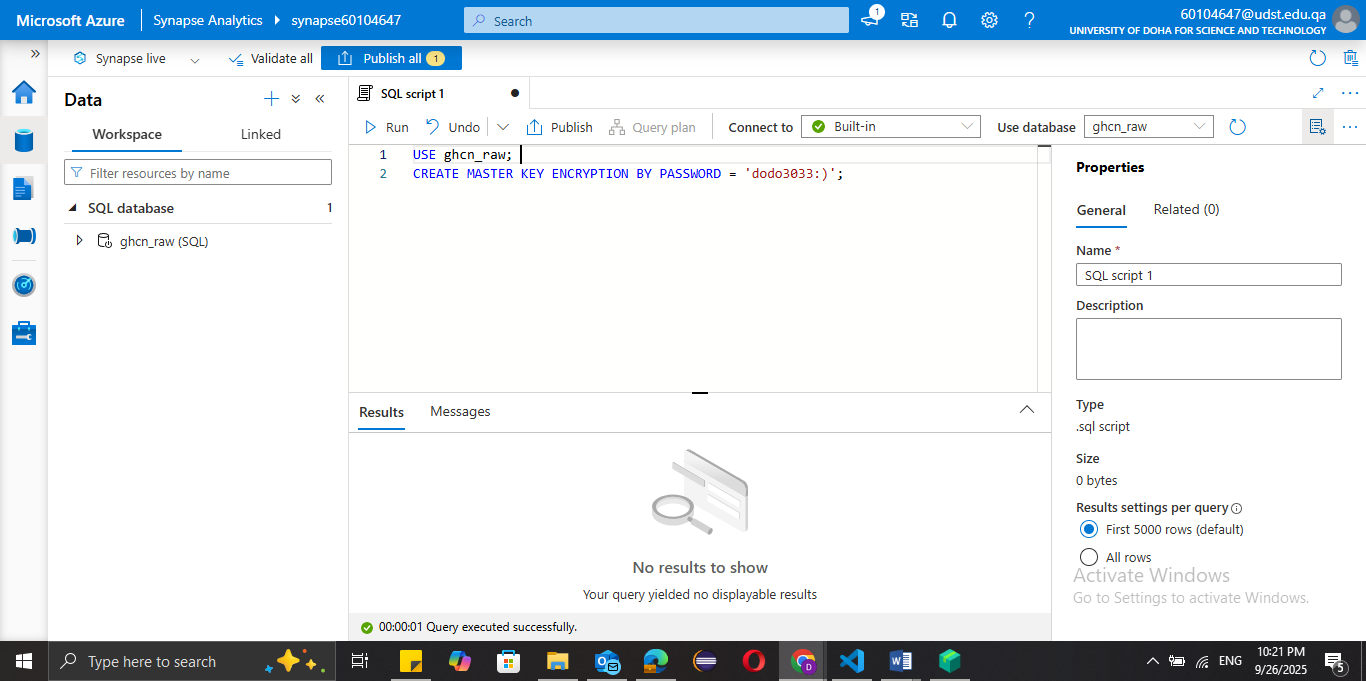 Microsoft Azure Synapse Analytics synapse60104647 Search 1 60104647@udst.edu.qa
UNIVERSITY OF DOHA FOR SCIENCE AND TECHNOLOGY
Synapse live Validate all Publish all 1
Data
Workspace Linked
Filter resources by name
SQL database 1
ghcn_raw (SQL)
SQL script 1
Run Undo Publish Query plan Connect to Built-in Use database ghcn_raw
1 USE ghcn_raw;
2 CREATE MASTER KEY ENCRYPTION BY PASSWORD = 'dodo3033:)';
Results Messages
No results to show
Your query yielded no displayable results
00:00:01 Query executed successfully.
Properties
General Related (0)
Name *
SQL script 1
Description
Type
.sql script
Size
0 bytes
Results settings per query
First 5000 rows (default)
All rows
Activate Windows
Go to Settings to activate Windows.
Type here to search ENG 10:21 PM
9/26/2025 5